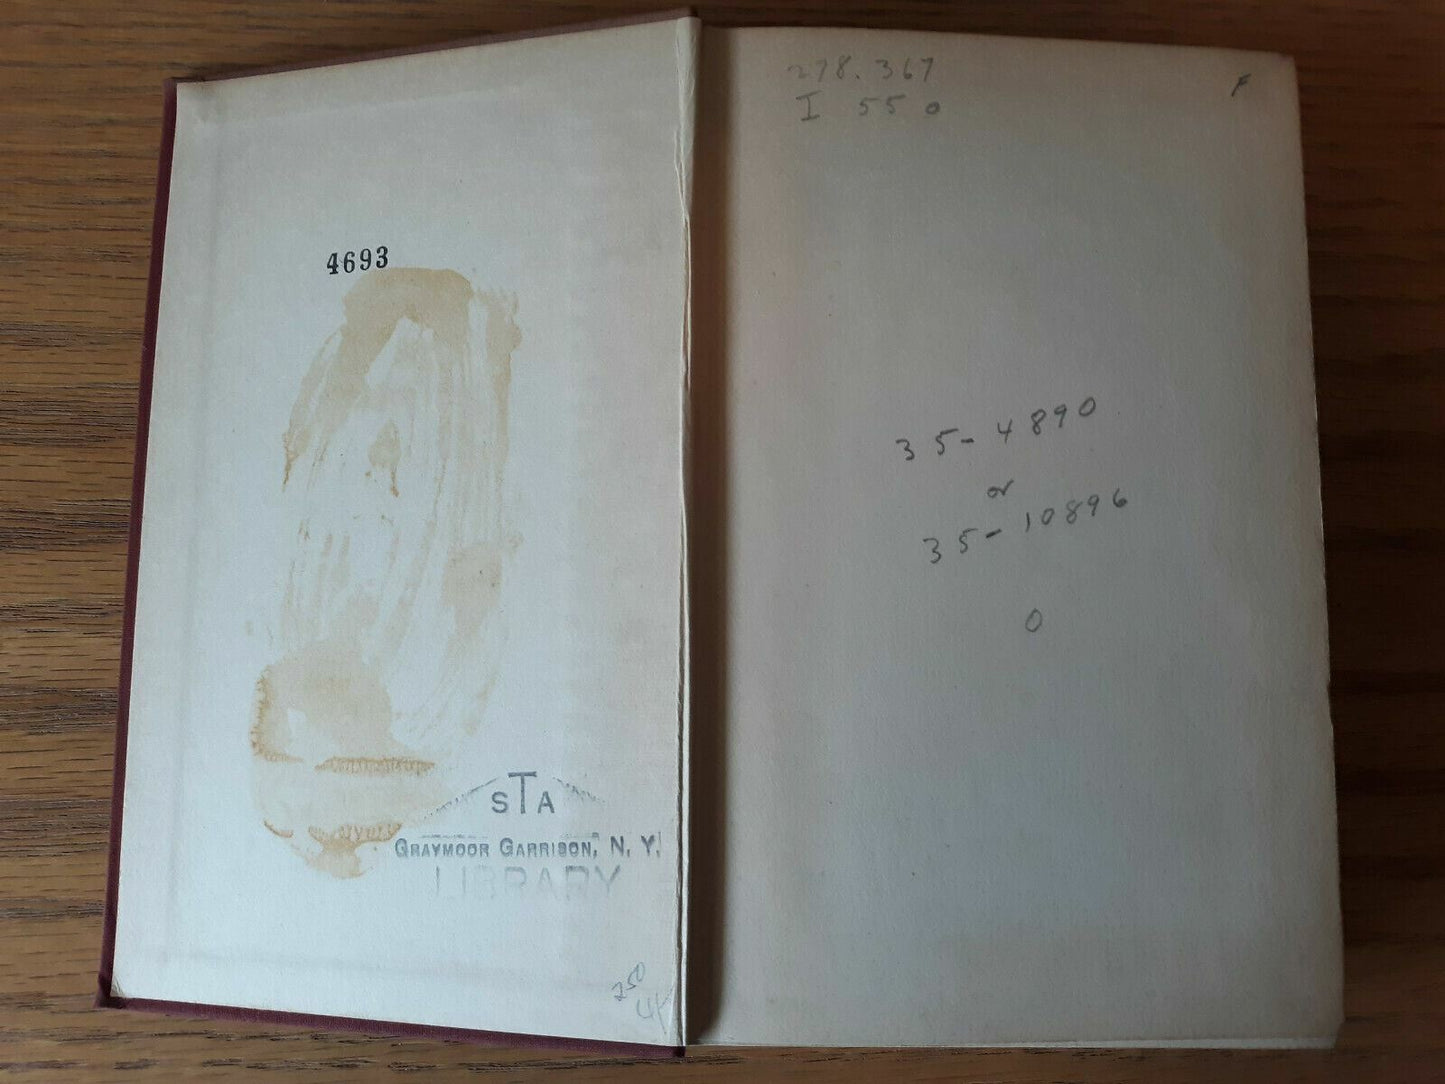 4693
STA
GRAYMOOR GARRISON, N. Y.
LIBRARY
250
278.367
I 55 o
F
35-4890
or
35-10896
0